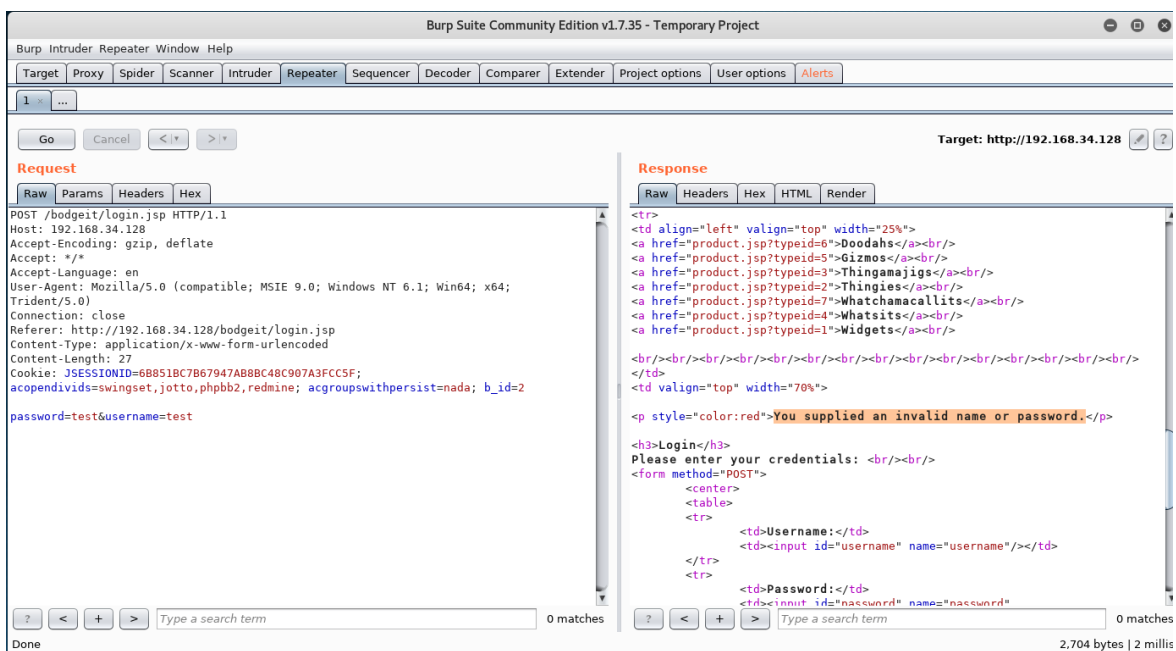 Burp Suite Community Edition v1.7.35 - Temporary Project
Burp Intruder Repeater Window Help
Target Proxy Spider Scanner Intruder Repeater Sequencer Decoder Comparer Extender Project options User options Alerts
1 × ...
Go Cancel < > Target: http://192.168.34.128 ?
Request
Raw Params Headers Hex
POST /bodgeit/login.jsp HTTP/1.1
Host: 192.168.34.128
Accept-Encoding: gzip, deflate
Accept: */*
Accept-Language: en
User-Agent: Mozilla/5.0 (compatible; MSIE 9.0; Windows NT 6.1; Win64; x64;
Trident/5.0)
Connection: close
Referer: http://192.168.34.128/bodgeit/login.jsp
Content-Type: application/x-www-form-urlencoded
Content-Length: 27
Cookie: JSESSIONID=6B851BC7B67947AB8BC48C907A3FCC5F;
acopendivids=swingset,jotto,phpbb2,redmine; acgroupswithpersist=nada; b_id=2
password=test&username=test
? < + > Type a search term 0 matches
Done
Response
Raw Headers Hex HTML Render
<tr>
<td align="left" valign="top" width="25%">
<a href="product.jsp?typeid=6">Doodahs</a><br/>
<a href="product.jsp?typeid=5">Gizmos</a><br/>
<a href="product.jsp?typeid=3">Thingamajigs</a><br/>
<a href="product.jsp?typeid=2">Thingies</a><br/>
<a href="product.jsp?typeid=7">Whatchamacallits</a><br/>
<a href="product.jsp?typeid=4">Whatsits</a><br/>
<a href="product.jsp?typeid=1">Widgets</a><br/>
<br/><br/><br/><br/><br/><br/><br/><br/><br/><br/><br/><br/><br/><br/>
</td>
<td valign="top" width="70%">
<p style="color:red">You supplied an invalid name or password.</p>
<h3>Login</h3>
Please enter your credentials: <br/><br/>
<form method="POST">
<center>
<table>
<tr>
<td>Username:</td>
<td><input id="username" name="username"/></td>
</tr>
<tr>
<td>Password:</td>
<td><input id="password" name="password"
? < + > Type a search term 0 matches
2,704 bytes | 2 millis